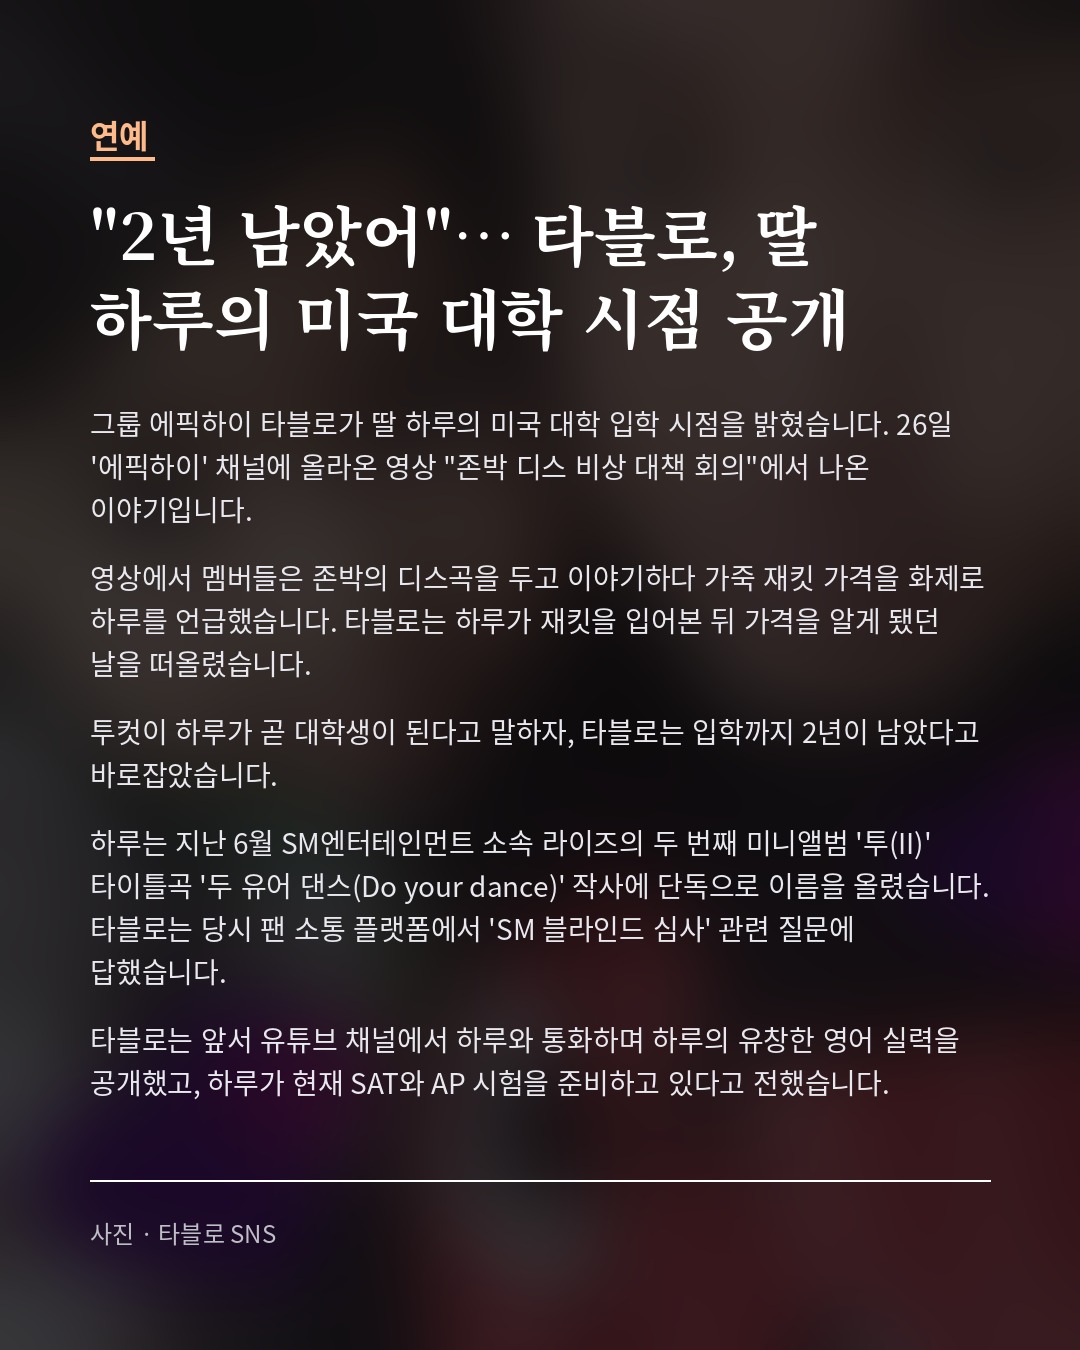 연예
"2년 남았어"… 타블로, 딸
하루의 미국 대학 시점 공개
그룹 에픽하이 타블로가 딸 하루의 미국 대학 입학 시점을 밝혔습니다. 26일
'에픽하이' 채널에 올라온 영상 "존박 디스 비상 대책 회의"에서 나온
이야기입니다.
영상에서 멤버들은 존박의 디스곡을 두고 이야기하다 가죽 재킷 가격을 화제로
하루를 언급했습니다. 타블로는 하루가 재킷을 입어본 뒤 가격을 알게 됐던
날을 떠올렸습니다.
투컷이 하루가 곧 대학생이 된다고 말하자, 타블로는 입학까지 2년이 남았다고
바로잡았습니다.
하루는 지난 6월 SM엔터테인먼트 소속 라이즈의 두 번째 미니앨범 '투(II)'
타이틀곡 '두 유어 댄스(Do your dance)' 작사에 단독으로 이름을 올렸습니다.
타블로는 당시 팬 소통 플랫폼에서 'SM 블라인드 심사' 관련 질문에
답했습니다.
타블로는 앞서 유튜브 채널에서 하루와 통화하며 하루의 유창한 영어 실력을
공개했고, 하루가 현재 SAT와 AP 시험을 준비하고 있다고 전했습니다.
사진 · 타블로 SNS